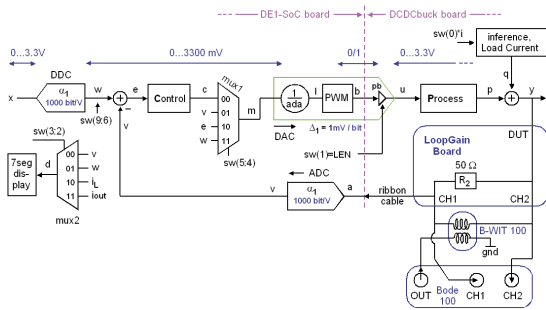 DE1-SoC board
DCDCbuck board
0…3.3V
0…3300 mV
0/1
0…3.3V
sw(0)*i
inference,
Load Current
DDC
mux1
pb
q
x
α1
1000 bit/V
w
e
Control
c
00
01
10
11
v
e
w
m
1
ada
l
PWM
b
u
Process
p
y
sw(9:6)
v
DAC
Δ1 = 1mV / bit
sw(5:4)
sw(1)=LEN
DUT
LoopGain
Board
50 Ω
R2
CH1
CH2
sw(3:2)
7seg
dis-
play
d
00
01
10
11
v
w
iL
iout
mux2
ADC
v
α1
1000 bit/V
a
ribbon
cable
B-WIT 100
gnd
OUT
CH1
CH2
Bode
100